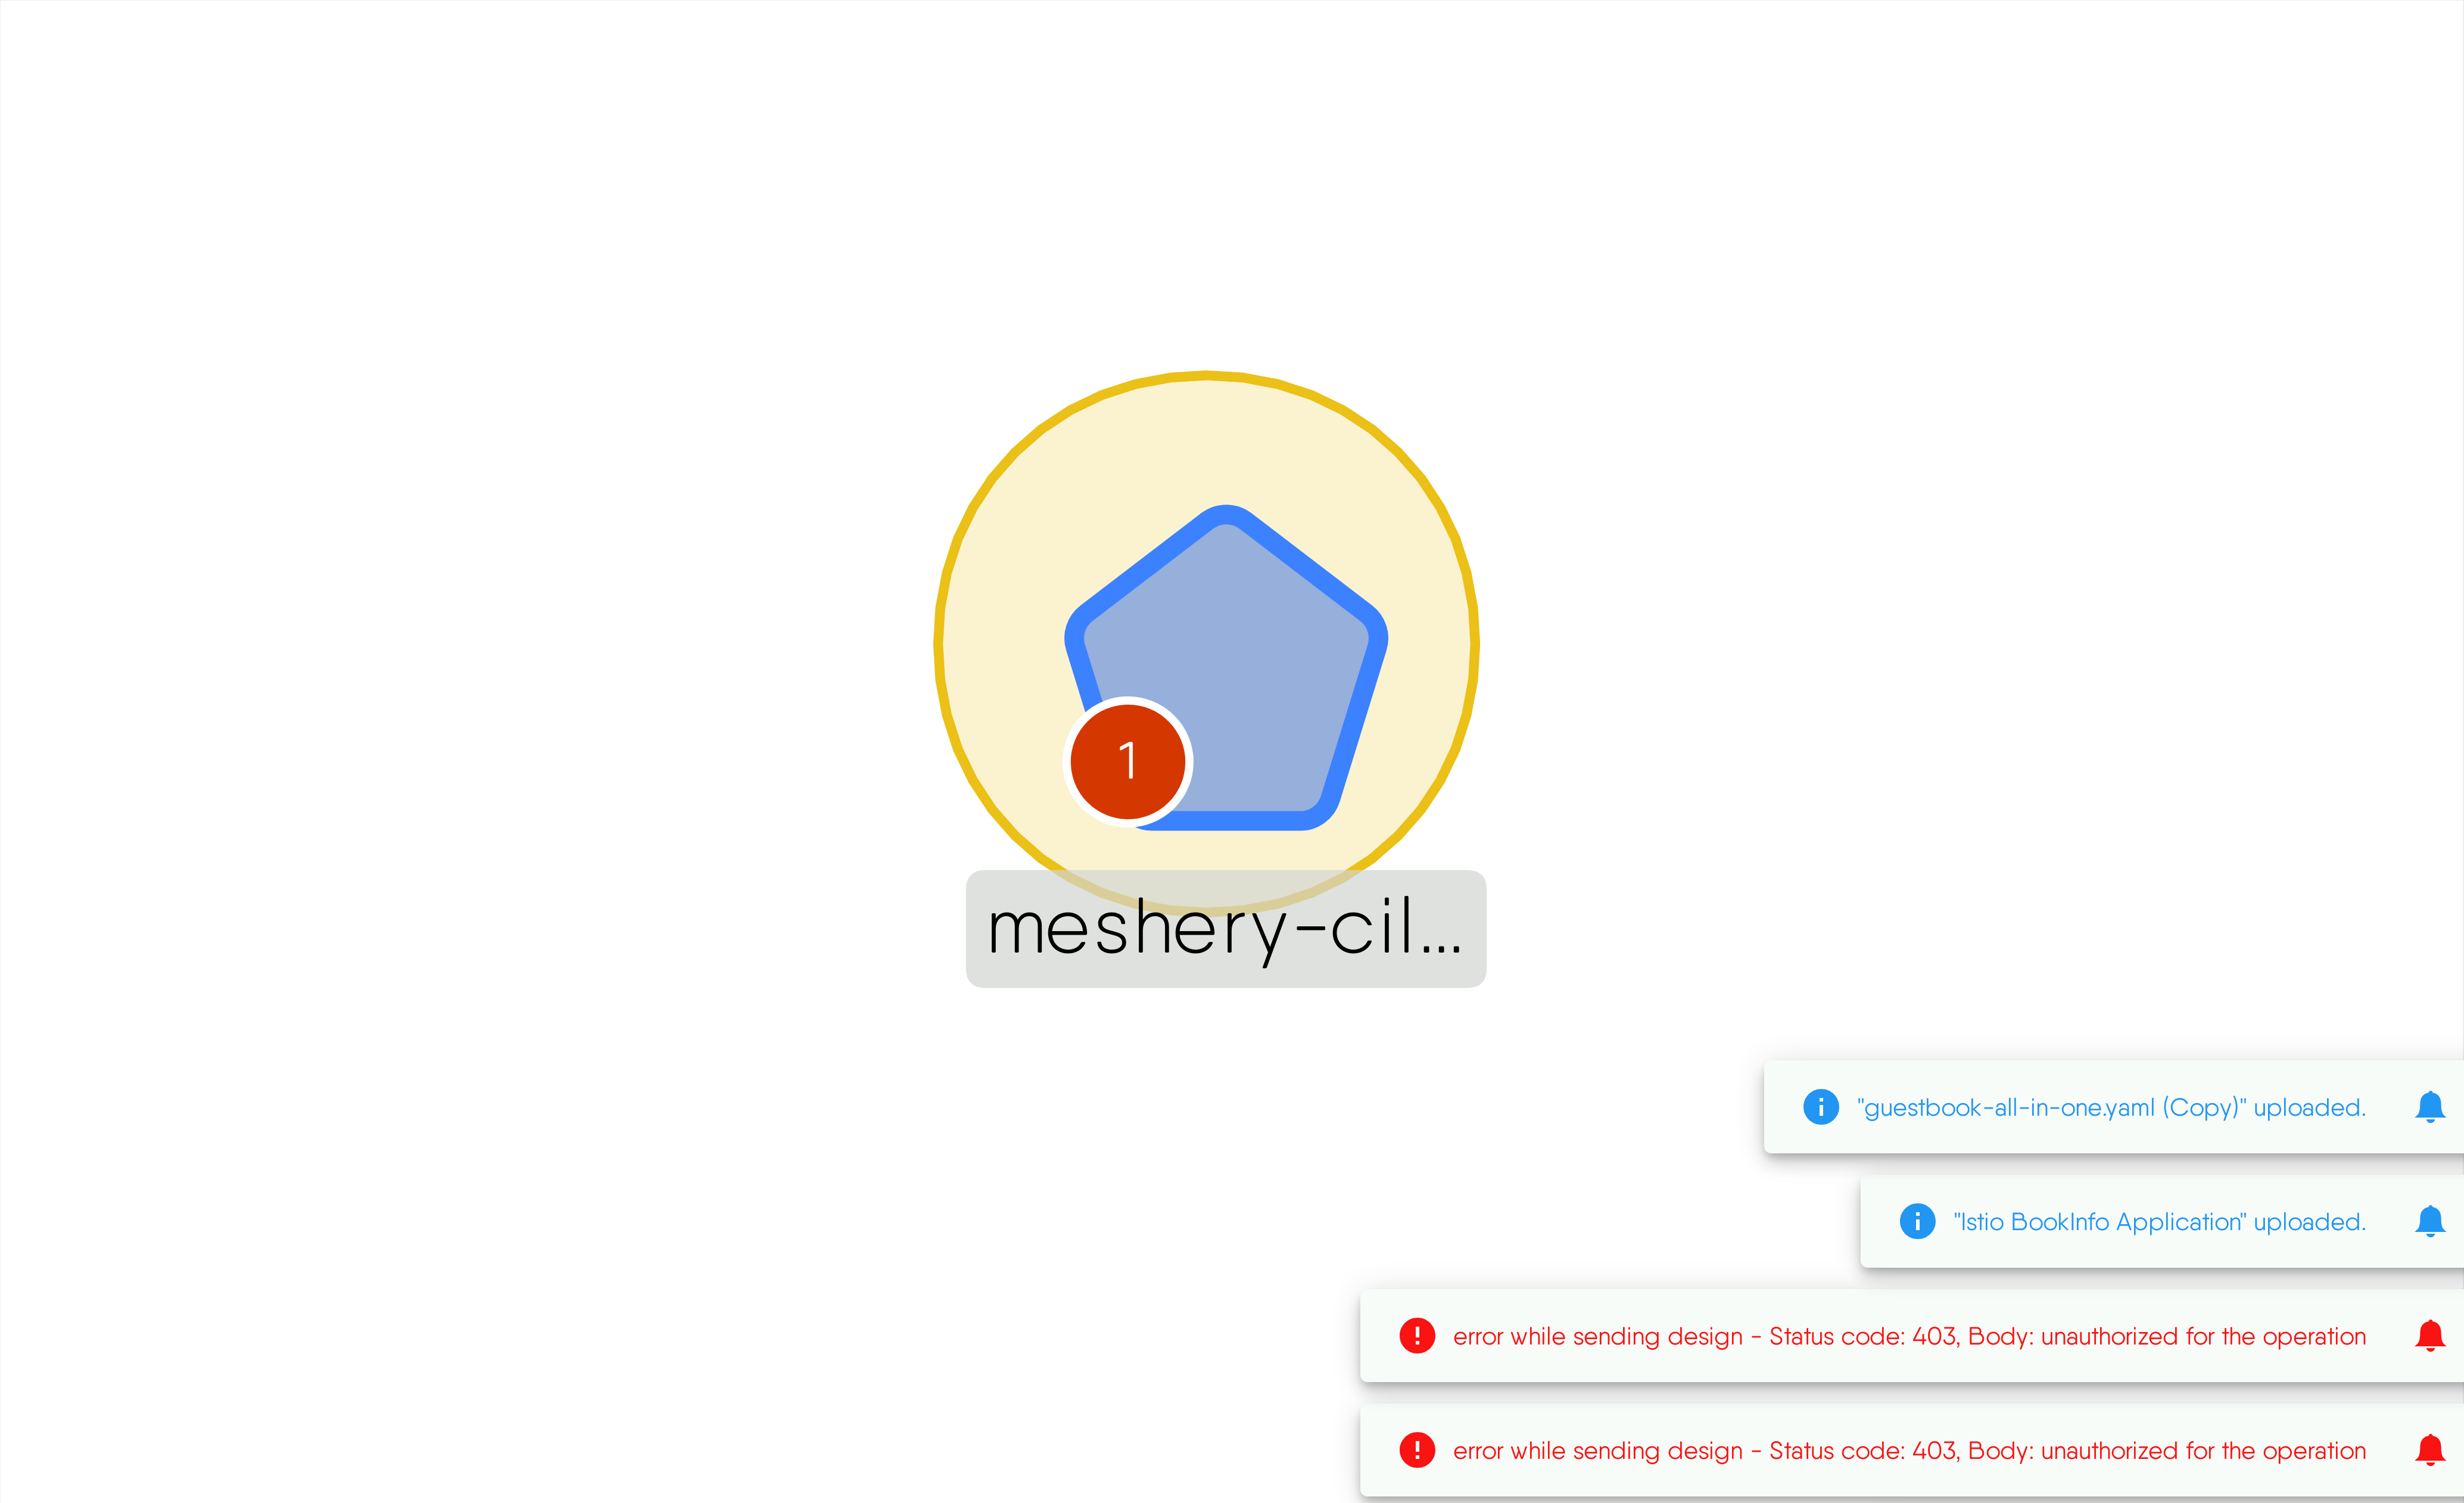 1
meshery-cil...
"guestbook-all-in-one.yaml (Copy)" uploaded.
"Istio BookInfo Application" uploaded.
error while sending design - Status code: 403, Body: unauthorized for the operation
error while sending design - Status code: 403, Body: unauthorized for the operation